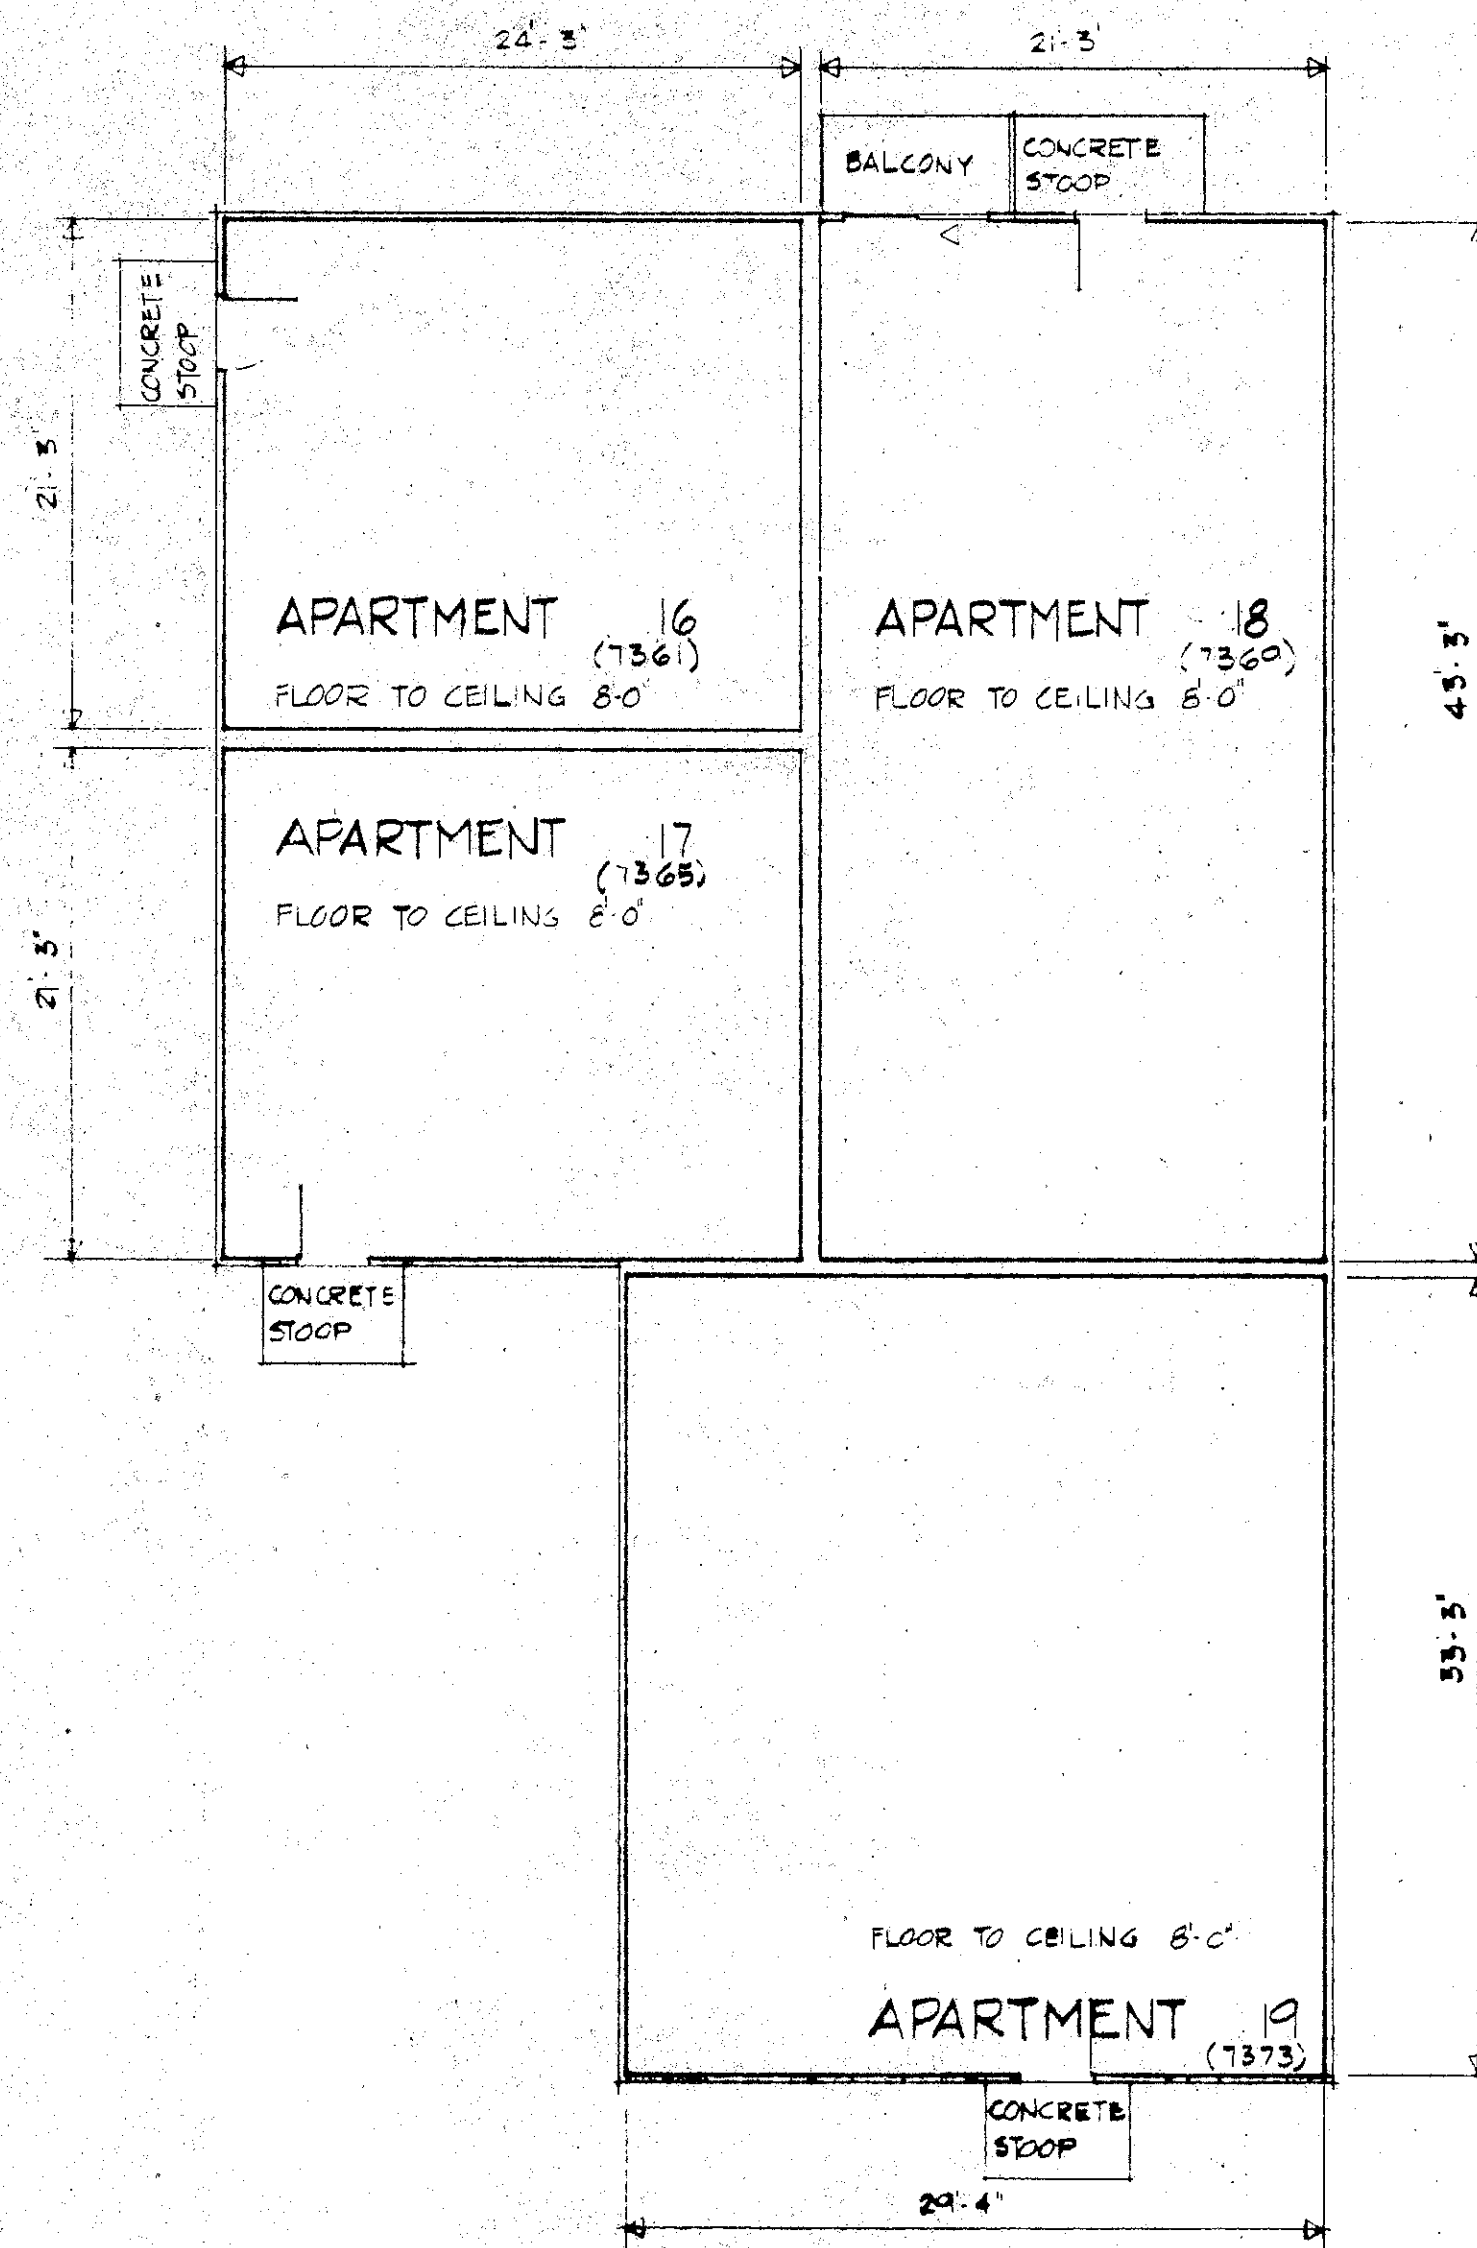 24'-3"
21'-3"
BALCONY
CONCRETE
STOOP
CONCRETE
STOOP
21'-3"
APARTMENT 16
(7361)
FLOOR TO CEILING 8'-0"
APARTMENT 18
(7369)
FLOOR TO CEILING 8'-0"
43'-3"
APARTMENT 17
(7365)
FLOOR TO CEILING 8'-0"
21'-3"
CONCRETE
STOOP
33'-3"
FLOOR TO CEILING 8'-0"
APARTMENT 19
(7373)
CONCRETE
STOOP
29'-4"